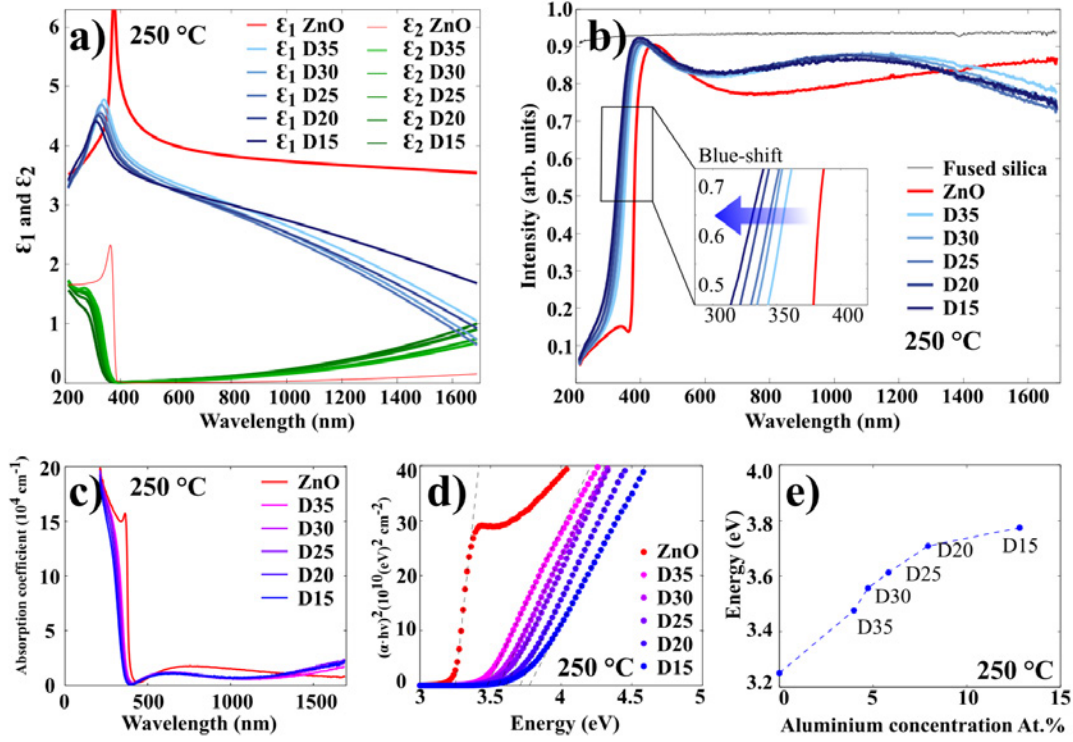 a)
250 °C
ε1 ZnO
ε1 D35
ε1 D30
ε1 D25
ε1 D20
ε1 D15
ε2 ZnO
ε2 D35
ε2 D30
ε2 D25
ε2 D20
ε2 D15
ε1 and ε2
6
5
4
3
2
1
0
200 400 600 800 1000 1200 1400 1600
Wavelength (nm)
b)
Intensity (arb. units)
1.0
0.9
0.8
0.7
0.6
0.5
0.4
0.3
0.2
0.1
Blue-shift
0.7
0.6
0.5
300 350 400
Fused silica
ZnO
D35
D30
D25
D20
D15
250 °C
200 400 600 800 1000 1200 1400 1600
Wavelength (nm)
c)
250 °C
ZnO
D35
D30
D25
D20
D15
Absorption coefficient (10⁴ cm⁻¹)
20
15
10
5
0
0 500 1000 1500
Wavelength (nm)
d)
(α·hν)² (10¹⁰(eV)² cm⁻²)
40
30
20
10
0
ZnO
D35
D30
D25
D20
D15
250 °C
3 3.5 4 4.5 5
Energy (eV)
e)
Energy (eV)
4.0
3.8
3.6
3.4
3.2
D35
D30
D25
D20
D15
250 °C
0 5 10 15
Aluminium concentration At.%